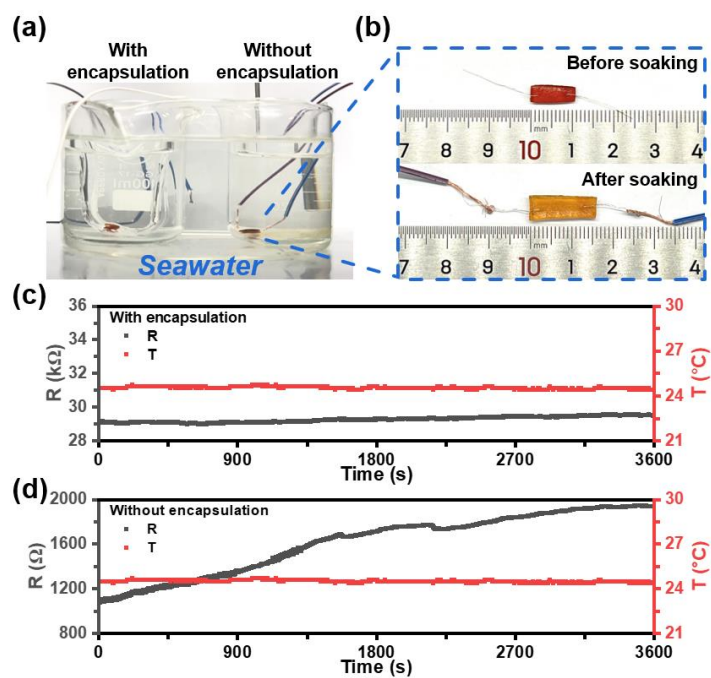 (a)
With
encapsulation
Without
encapsulation
Seawater
(b)
Before soaking
mm
7 8 9 10 1 2 3 4
After soaking
mm
7 8 9 10 1 2 3 4
(c)
With encapsulation
R
T
R (kΩ)
36
34
32
30
28
T (°C)
30
27
24
21
0 900 1800 2700 3600
Time (s)
(d)
Without encapsulation
R
T
R (Ω)
2000
1600
1200
800
T (°C)
30
27
24
21
0 900 1800 2700 3600
Time (s)